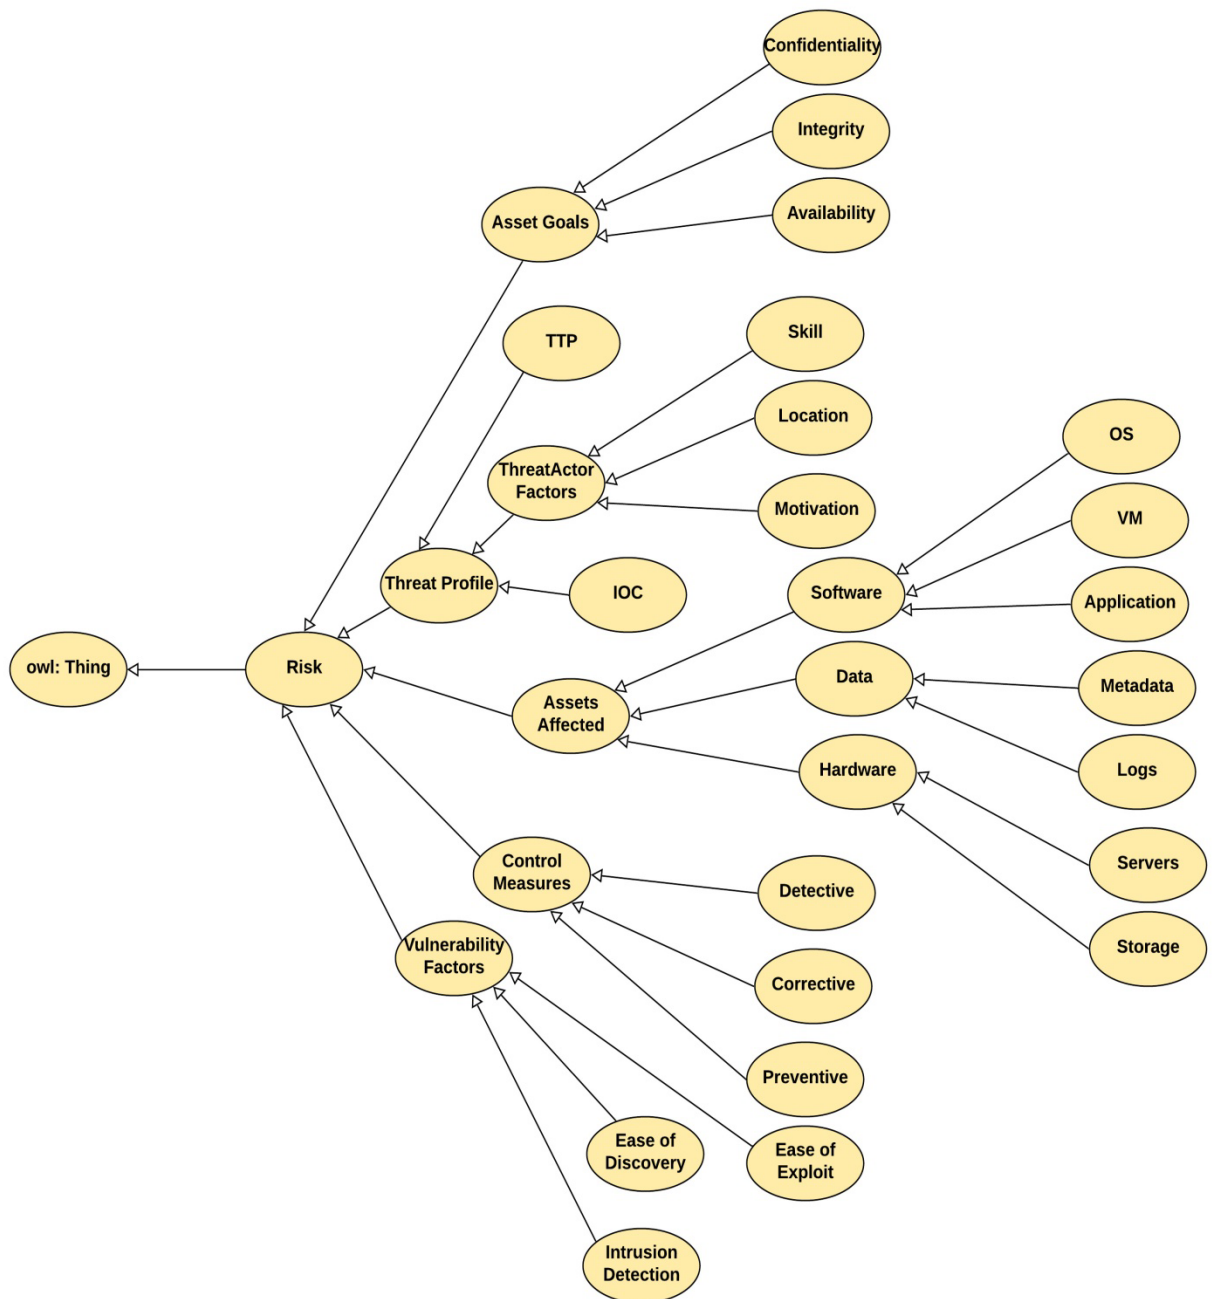 Confidentiality
Integrity
Availability
Asset Goals
TTP
Skill
Location
ThreatActor
Factors
Motivation
OS
VM
Threat Profile
IOC
Software
Application
owl: Thing
Risk
Assets
Affected
Data
Metadata
Hardware
Logs
Control
Measures
Detective
Servers
Storage
Vulnerability
Factors
Corrective
Preventive
Ease of
Discovery
Ease of
Exploit
Intrusion
Detection